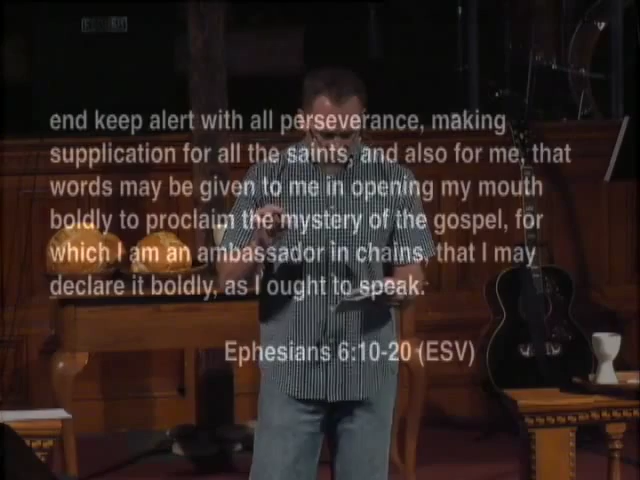 end keep alert with all perseverance, making
supplication for all the saints, and also for me, that
words may be given to me in opening my mouth
boldly to proclaim the mystery of the gospel, for
which I am an ambassador in chains, that I may
declare it boldly, as I ought to speak.
Ephesians 6:10-20 (ESV)